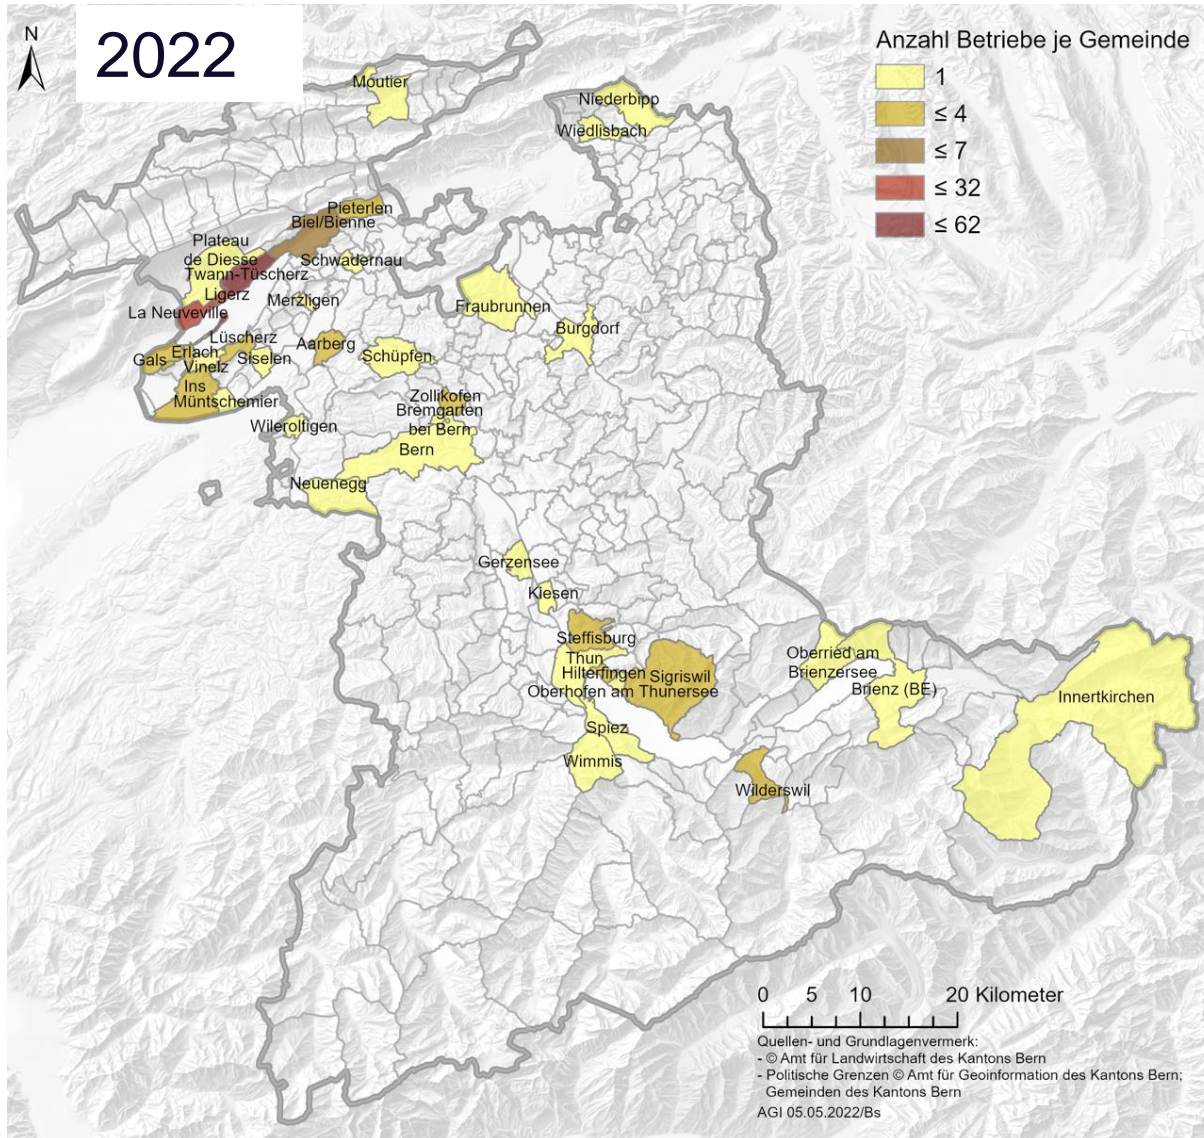 N
2022
Anzahl Betriebe je Gemeinde
1
≤ 4
≤ 7
≤ 32
≤ 62
Moutier
Niederbipp
Wiedlisbach
Pieterlen
Biel/Bienne
Plateau
de Diesse
Schwadernau
Twann-Tüscherz
Ligerz
Merzligen
La Neuveville
Fraubrunnen
Burgdorf
Lüscherz
Aarberg
Gals
Erlach
Vinelz
Siselen
Schüpfen
Ins
Müntschemier
Zollikofen
Bremgarten
bei Bern
Wileroltigen
Bern
Neuenegg
Gerzensee
Kiesen
Steffisburg
Thun
Hilterfingen
Sigriswil
Oberhofen am Thunersee
Oberried am
Brienzersee
Brienz (BE)
Innertkirchen
Spiez
Wimmis
Wilderswil
0 5 10 20 Kilometer
Quellen- und Grundlagenvermerk:
- © Amt für Landwirtschaft des Kantons Bern
- Politische Grenzen © Amt für Geoinformation des Kantons Bern;
Gemeinden des Kantons Bern
AGI 05.05.2022/Bs